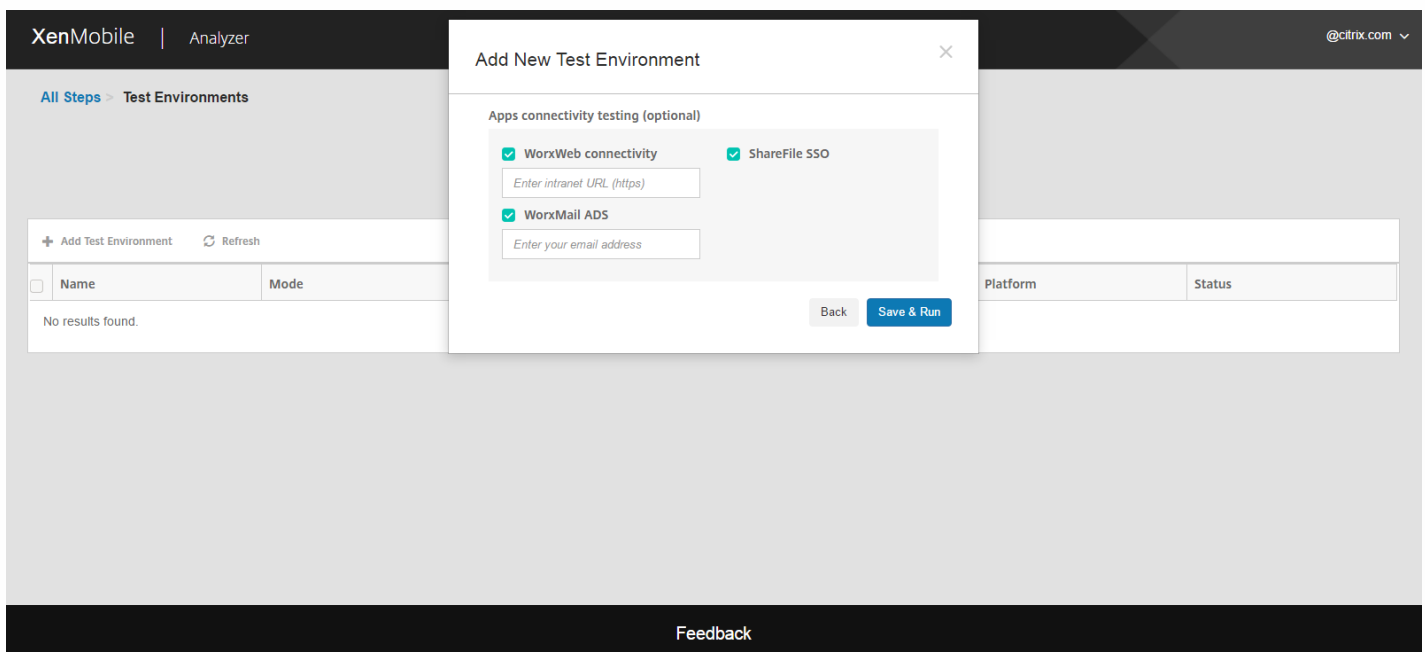 XenMobile | Analyzer
@citrix.com
All Steps > Test Environments
Add New Test Environment
Apps connectivity testing (optional)
WorxWeb connectivity
ShareFile SSO
Enter intranet URL (https)
WorxMail ADS
Enter your email address
Back
Save & Run
Add Test Environment
Refresh
Name
Mode
Platform
Status
No results found.
Feedback